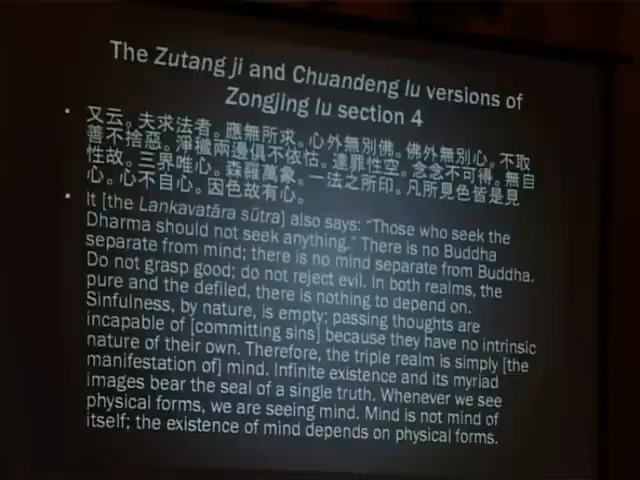 The Zutang ji and Chuandeng lu versions of
Zongjing lu section 4
• 又云。夫求法者。應無所求。心外無別佛。佛外無別心。不取
善不捨惡。淨穢兩邊俱不依怙。達罪性空。念念不可得。無自
性故。三界唯心。森羅萬象。一法之所印。凡所見色皆是見
心。心不自心。因色故有心。
• It [the Lankavatāra sūtra] also says: "Those who seek the
Dharma should not seek anything." There is no Buddha
separate from mind; there is no mind separate from Buddha.
Do not grasp good; do not reject evil. In both realms, the
pure and the defiled, there is nothing to depend on.
Sinfulness, by nature, is empty; passing thoughts are
incapable of [committing sins] because they have no intrinsic
nature of their own. Therefore, the triple realm is simply [the
manifestation of] mind. Infinite existence and its myriad
images bear the seal of a single truth. Whenever we see
physical forms, we are seeing mind. Mind is not mind of
itself; the existence of mind depends on physical forms.